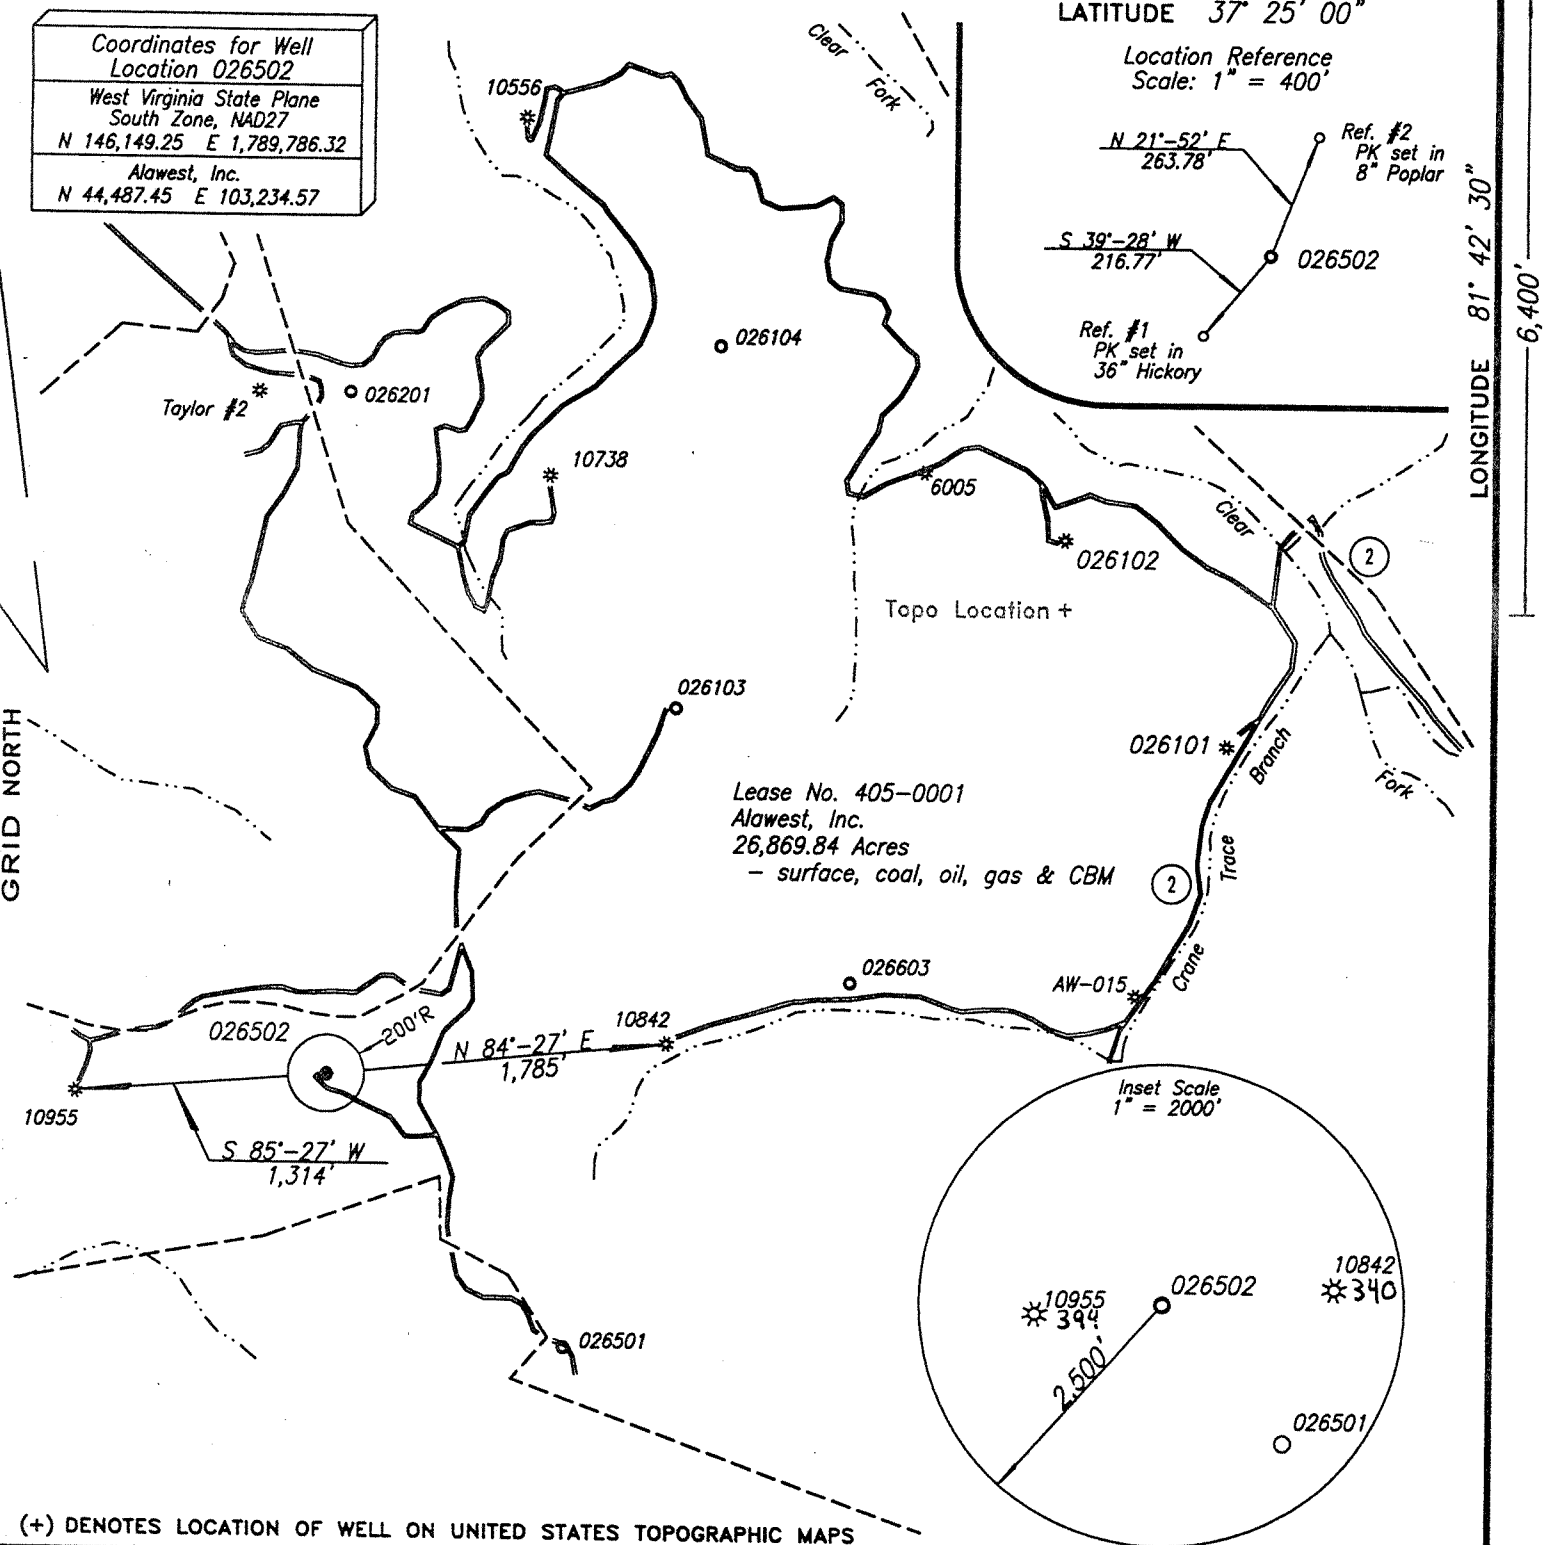 Coordinates for Well
Location 026502
West Virginia State Plane
South Zone, NAD27
N 146,149.25 E 1,789,786.32
Alawest, Inc.
N 44,487.45 E 103,234.57
LATITUDE 37° 25' 00"
Location Reference
Scale: 1" = 400'
N 21°-52' E
263.78'
Ref. #2
PK set in
8" Poplar
S 39°-28' W
216.77'
026502
Ref. #1
PK set in
36" Hickory
LONGITUDE 81° 42' 30"
6,400'
Clear
Fork
10556
026104
026201
Taylor #2
10738
6005
026102
Clear
2
Topo Location +
026103
026101
Branch
Fork
GRID NORTH
Lease No. 405-0001
Alawest, Inc.
26,869.84 Acres
- surface, coal, oil, gas & CBM
2
Trace
Crane
026603
AW-015
026502
200'R
10842
N 84°-27' E
1,785'
10955
S 85°-27' W
1,314'
026501
Inset Scale
1" = 2000'
10842
340
026502
10955
394
2,500'
026501
(+) DENOTES LOCATION OF WELL ON UNITED STATES TOPOGRAPHIC MAPS